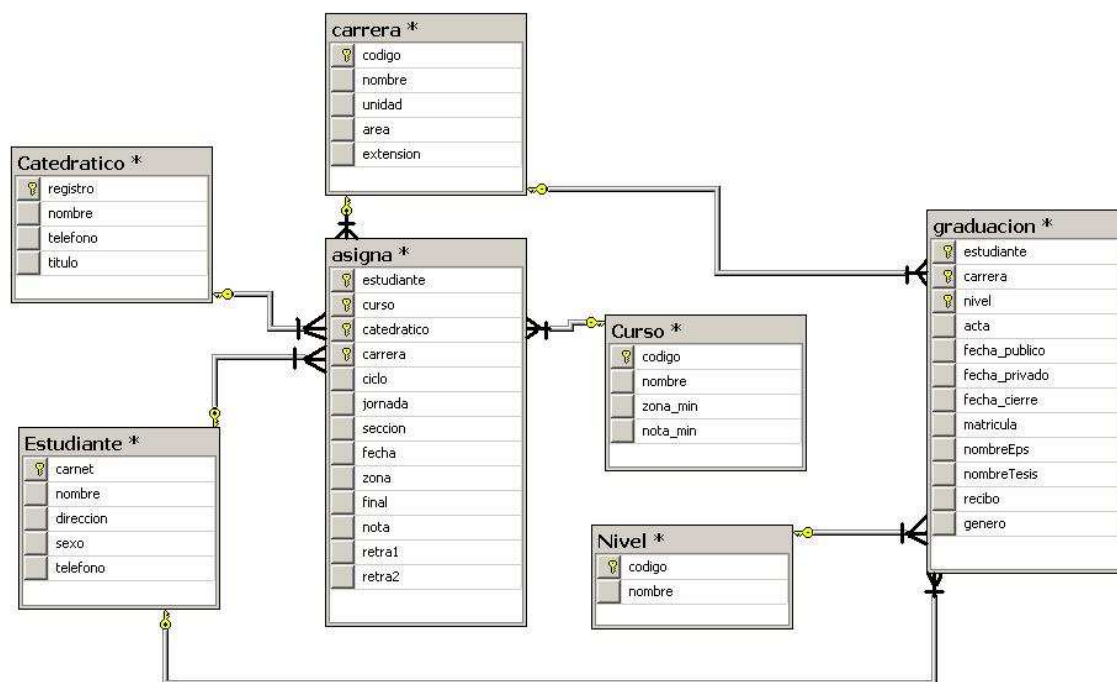 carrera *
codigo
nombre
unidad
area
extension
Catedratico *
registro
nombre
telefono
titulo
asigna *
estudiante
curso
catedratico
carrera
ciclo
jornada
seccion
fecha
zona
final
nota
retra1
retra2
Estudiante *
carnet
nombre
direccion
sexo
telefono
Curso *
codigo
nombre
zona_min
nota_min
Nivel *
codigo
nombre
graduacion *
estudiante
carrera
nivel
acta
fecha_publico
fecha_privado
fecha_cierre
matricula
nombreEps
nombreTesis
recibo
genero